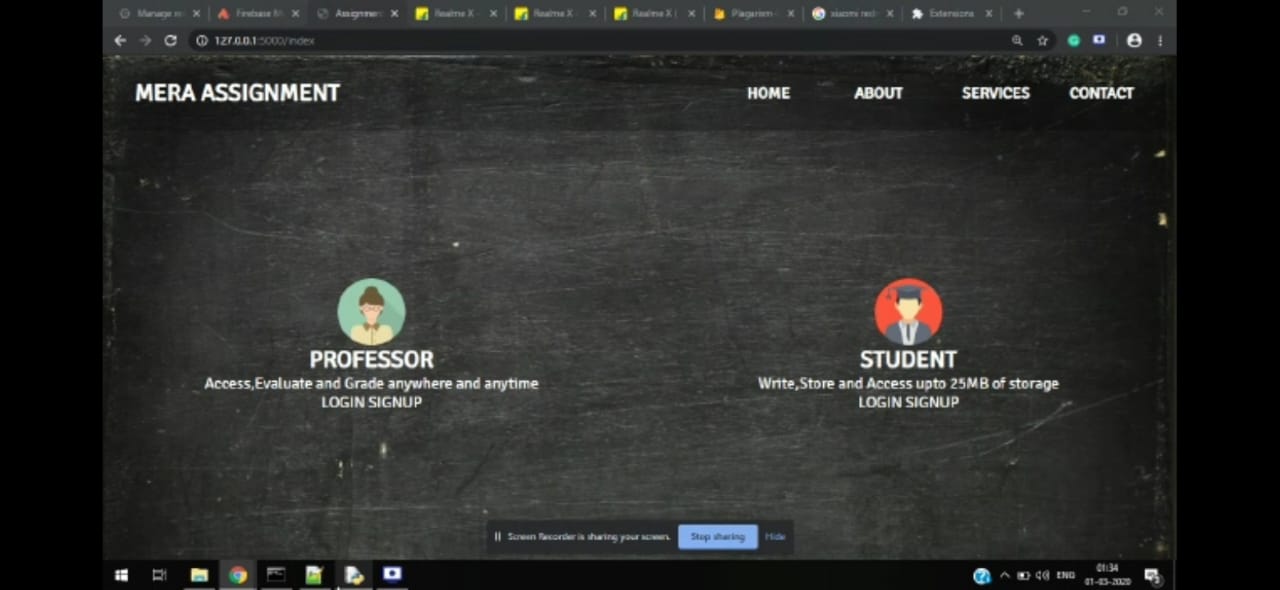 Manage
Firebase
Assignmen
Realme X
Realme X
Realme X
Plagarism
xiaomi red
Extensions
127.0.0.1:5000/index
MERA ASSIGNMENT
HOME
ABOUT
SERVICES
CONTACT
PROFESSOR
Access,Evaluate and Grade anywhere and anytime
LOGIN SIGNUP
STUDENT
Write,Store and Access upto 25MB of storage
LOGIN SIGNUP
Screen Recorder is sharing your screen.
Stop sharing
Hide
ENG
01:34
01-03-2020